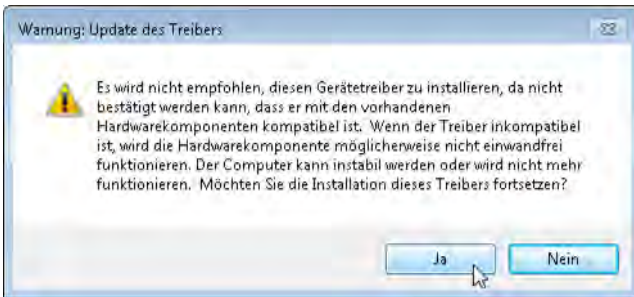 Warnung: Update des Treibers
Es wird nicht empfohlen, diesen Gerätetreiber zu installieren, da nicht
bestätigt werden kann, dass er mit den vorhandenen
Hardwarekomponenten kompatibel ist. Wenn der Treiber inkompatibel
ist, wird die Hardwarekomponente möglicherweise nicht einwandfrei
funktionieren. Der Computer kann instabil werden oder wird nicht mehr
funktionieren. Möchten Sie die Installation dieses Treibers fortsetzen?
Ja
Nein